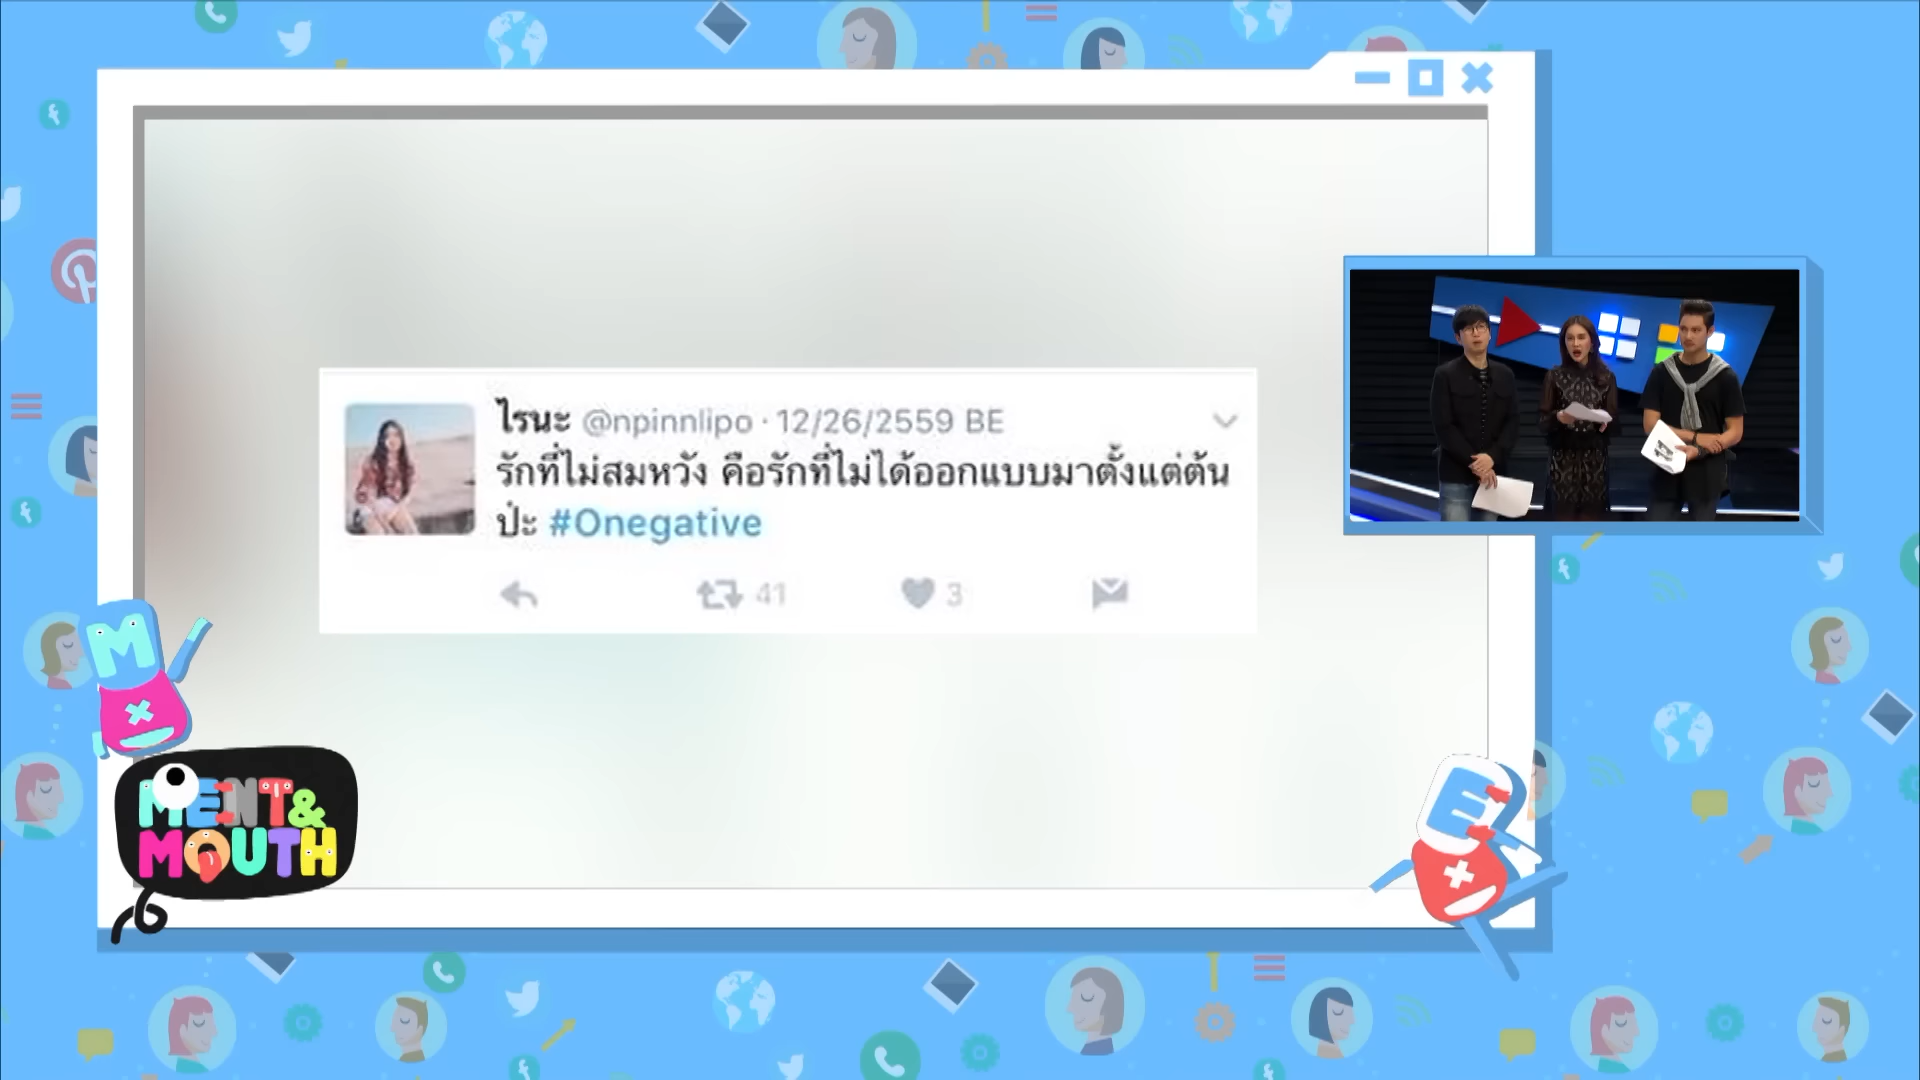 ไรนะ @npinnlipo · 12/26/2559 BE
รักที่ไม่สมหวัง คือรักที่ไม่ได้ออกแบบมาตั้งแต่ต้น
ป่ะ #Onegative
41 3
M
MENT&
MOUTH
E